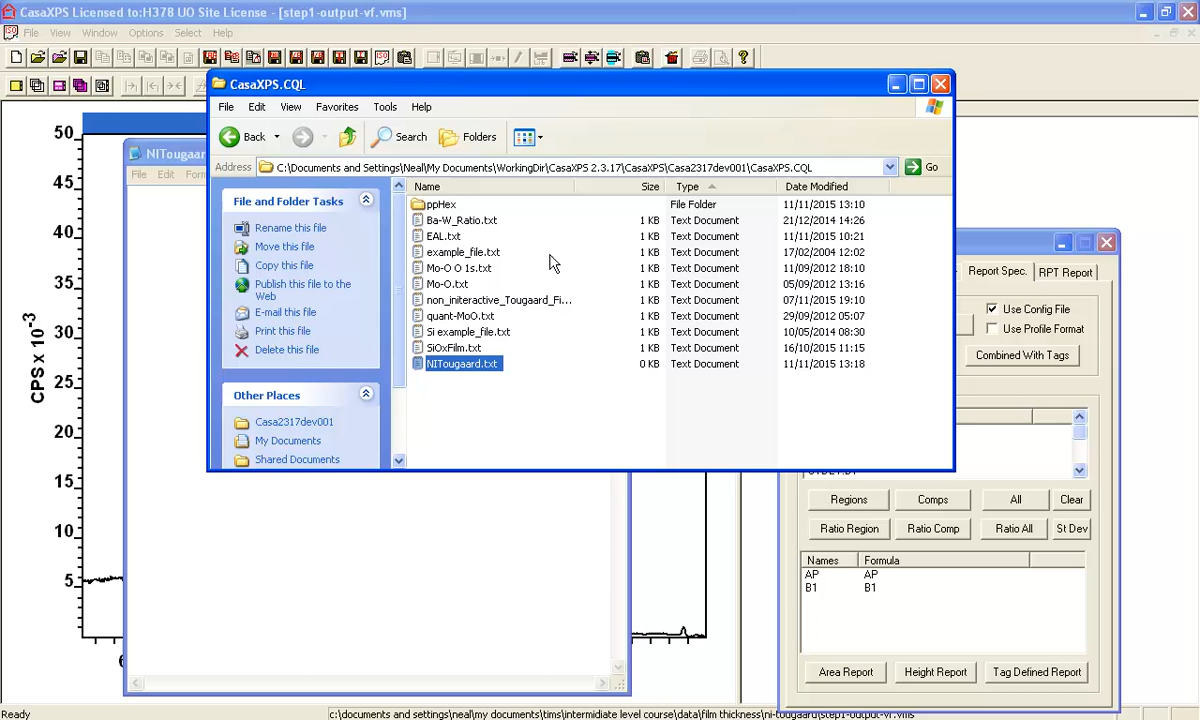 CasaXPS Licensed to:H378 UO Site License - [step1-output-vf.vms]
File View Window Options Select Help
CasaXPS.CQL
File Edit View Favorites Tools Help
Back Search Folders
Address C:\Documents and Settings\Neal\My Documents\WorkingDir\CasaXPS 2.3.17\CasaXPS\Casa2317dev001\CasaXPS.CQL Go
File and Folder Tasks
Rename this file
Move this file
Copy this file
Publish this file to the
Web
E-mail this file
Print this file
Delete this file
Other Places
Casa2317dev001
My Documents
Shared Documents
Name Size Type Date Modified
ppHex File Folder 11/11/2015 13:10
Ba-W_Ratio.txt 1 KB Text Document 21/12/2014 14:26
EAL.txt 1 KB Text Document 11/11/2015 10:21
example_file.txt 1 KB Text Document 17/02/2004 12:02
Mo-O O 1s.txt 1 KB Text Document 11/09/2012 18:10
Mo-O.txt 1 KB Text Document 05/09/2012 13:16
non_initeractive_Tougaard_Fi... 1 KB Text Document 07/11/2015 19:10
quant-MoO.txt 1 KB Text Document 29/09/2012 05:07
Si example_file.txt 1 KB Text Document 10/05/2014 08:30
SiOxFilm.txt 1 KB Text Document 16/10/2015 11:15
NITougaard.txt 0 KB Text Document 11/11/2015 13:18
NITougaar
File Edit For
50
45
40
35
30
25
20
15
10
5
CPS x 10-3
6
Report Spec. RPT Report
Use Config File
Use Profile Format
Combined With Tags
Regions Comps All Clear
Ratio Region Ratio Comp Ratio All St Dev
Names Formula
AP AP
B1 B1
Area Report Height Report Tag Defined Report
Ready c:\documents and settings\neal\my documents\tims\intermidiate level course\data\film thickness\ni-tougaard\step1-output-vf.vms